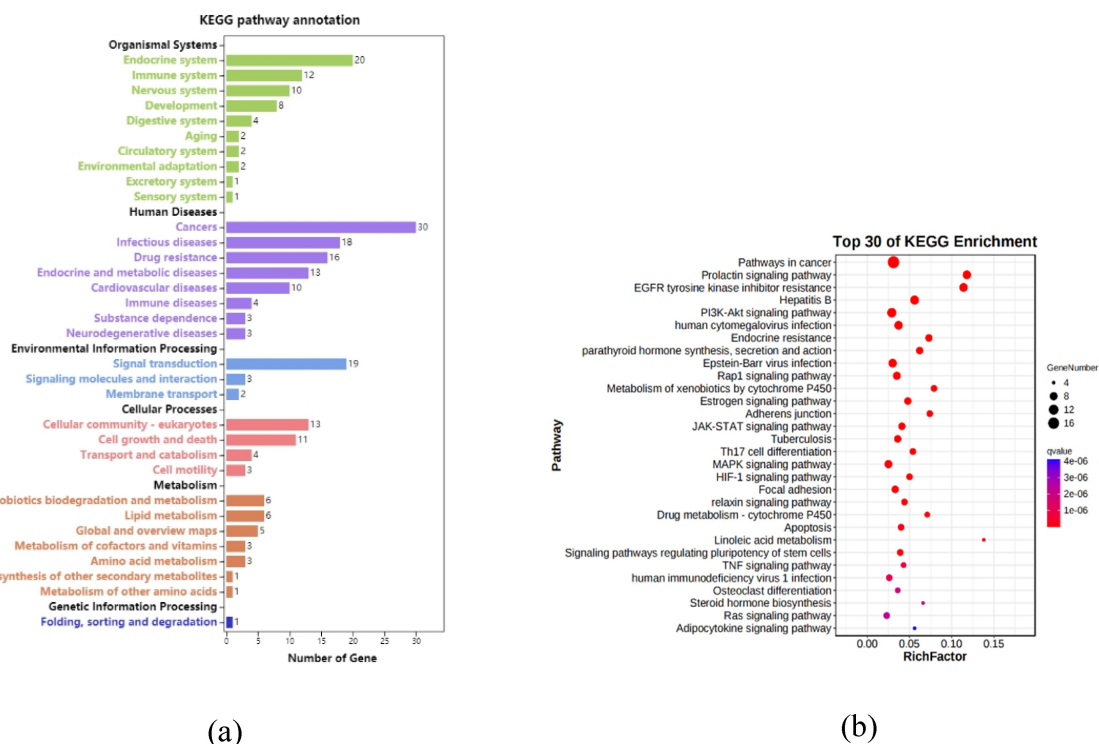 KEGG pathway annotation
Organismal Systems
Endocrine system 20
Immune system 12
Nervous system 10
Development 8
Digestive system 4
Aging 2
Circulatory system 2
Environmental adaptation 2
Excretory system 1
Sensory system 1
Human Diseases
Cancers 30
Infectious diseases 18
Drug resistance 16
Endocrine and metabolic diseases 13
Cardiovascular diseases 10
Immune diseases 4
Substance dependence 3
Neurodegenerative diseases 3
Environmental Information Processing
Signal transduction 19
Signaling molecules and interaction 3
Membrane transport 2
Cellular Processes
Cellular community - eukaryotes 13
Cell growth and death 11
Transport and catabolism 4
Cell motility 3
Metabolism
obiotics biodegradation and metabolism 6
Lipid metabolism 6
Global and overview maps 5
Metabolism of cofactors and vitamins 3
Amino acid metabolism 3
synthesis of other secondary metabolites 1
Metabolism of other amino acids 1
Genetic Information Processing
Folding, sorting and degradation 1
0 5 10 15 20 25 30
Number of Gene
(a)
Top 30 of KEGG Enrichment
Pathway
Pathways in cancer
Prolactin signaling pathway
EGFR tyrosine kinase inhibitor resistance
Hepatitis B
PI3K-Akt signaling pathway
human cytomegalovirus infection
Endocrine resistance
parathyroid hormone synthesis, secretion and action
Epstein-Barr virus infection
Rap1 signaling pathway
Metabolism of xenobiotics by cytochrome P450
Estrogen signaling pathway
Adherens junction
JAK-STAT signaling pathway
Tuberculosis
Th17 cell differentiation
MAPK signaling pathway
HIF-1 signaling pathway
Focal adhesion
relaxin signaling pathway
Drug metabolism - cytochrome P450
Apoptosis
Linoleic acid metabolism
Signaling pathways regulating pluripotency of stem cells
TNF signaling pathway
human immunodeficiency virus 1 infection
Osteoclast differentiation
Steroid hormone biosynthesis
Ras signaling pathway
Adipocytokine signaling pathway
0.00 0.05 0.10 0.15
RichFactor
GeneNumber
4
8
12
16
qvalue
4e-06
3e-06
2e-06
1e-06
(b)